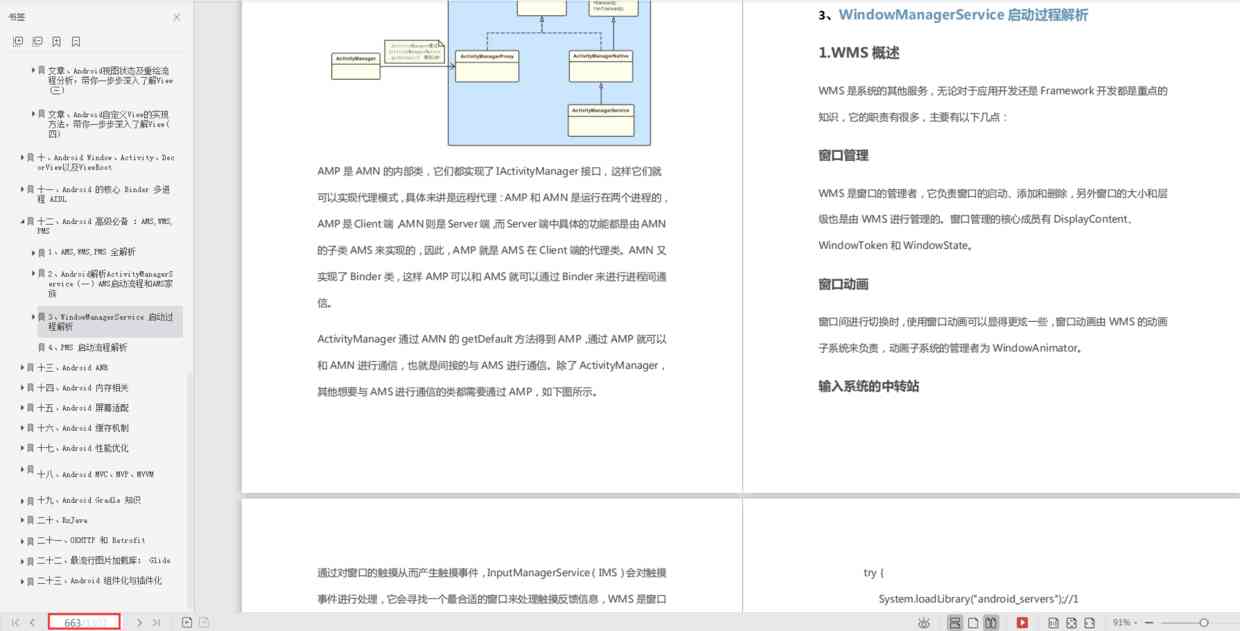 书签
文章、Android视图状态及重绘流
程分析，带你一步步深入了解View
(三)
文章、Android自定义View的实现
方法，带你一步步深入了解View(
四)
十、Android Window、Activity、Dec
orView以及ViewRoot
十一、Android 的核心 Binder 多进
程 AIDL
十二、Android 高级必备 ：AMS,WMS,
PMS
1、AMS,WMS,PMS 全解析
2、Android解析ActivityManagerS
ervice（一）AMS启动流程和AMS家
族
3、WindowManagerService 启动过
程解析
4、PMS 启动流程解析
十三、Android ANR
十四、Android 内存相关
十五、Android 屏幕适配
十六、Android 缓存机制
十七、Android 性能优化
十八、Android MVC、MVP、MVVM
十九、Android Gradle 知识
二十、RxJava
二十一、OKHTTP 和 Retrofit
二十二、最流行图片加载库： Glide
二十三、Android 组件化与插件化
ActivityManager
ActivityManagerProxy
ActivityManagerNative
ActivityManagerService
AMP 是 AMN 的内部类，它们都实现了 IActivityManager 接口，这样它们就
可以实现代理模式，具体来讲是远程代理：AMP 和 AMN 是运行在两个进程的，
AMP 是 Client 端，AMN 则是 Server 端，而 Server 端中具体的功能都是由 AMN
的子类 AMS 来实现的，因此，AMP 就是 AMS 在 Client 端的代理类。AMN 又
实现了 Binder 类，这样 AMP 可以和 AMS 就可以通过 Binder 来进行进程间通
信。
ActivityManager 通过 AMN 的 getDefault 方法得到 AMP，通过 AMP 就可以
和 AMN 进行通信，也就是间接的与 AMS 进行通信。除了 ActivityManager，
其他想要与 AMS 进行通信的类都需要通过 AMP，如下图所示。
3、WindowManagerService 启动过程解析
1.WMS 概述
WMS 是系统的其他服务，无论对于应用开发还是 Framework 开发都是重点的
知识，它的职责有很多，主要有以下几点：
窗口管理
WMS 是窗口的管理者，它负责窗口的启动、添加和删除，另外窗口的大小和层
级也是由 WMS 进行管理的。窗口管理的核心成员有 DisplayContent、
WindowToken 和 WindowState。
窗口动画
窗口间进行切换时，使用窗口动画可以显得更炫一些，窗口动画由 WMS 的动画
子系统来负责，动画子系统的管理者为 WindowAnimator。
输入系统的中转站
通过对窗口的触摸从而产生触摸事件，InputManagerService（IMS）会对触摸
事件进行处理，它会寻找一个最合适的窗口来处理触摸反馈信息，WMS 是窗口
try {
System.loadLibrary("android_servers");//1
663
91%